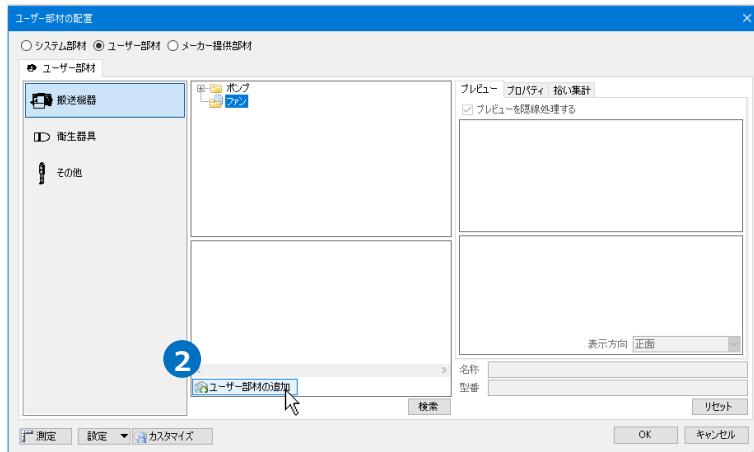 ユーザー部材の配置
システム部材 ユーザー部材 メーカー提供部材
ユーザー部材
搬送機器
衛生器具
その他
ポンプ
ファン
2
ユーザー部材の追加
検索
プレビュー プロパティ 拾い集計
プレビューを隠線処理する
表示方向 正面
名称
型番
リセット
測定 設定 カスタマイズ
OK キャンセル